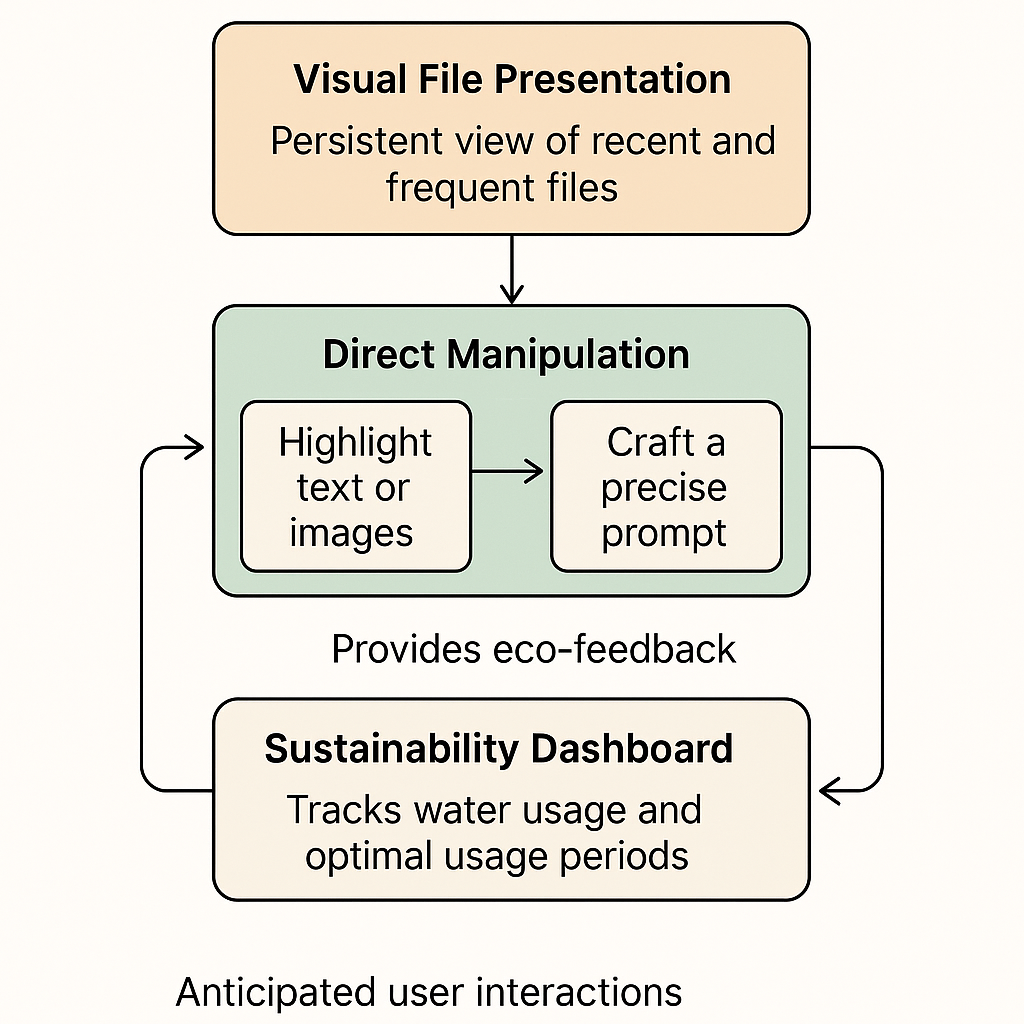 Visual File Presentation
Persistent view of recent and
frequent files
Direct Manipulation
Highlight
text or
images
Craft a
precise
prompt
Provides eco-feedback
Sustainability Dashboard
Tracks water usage and
optimal usage periods
Anticipated user interactions